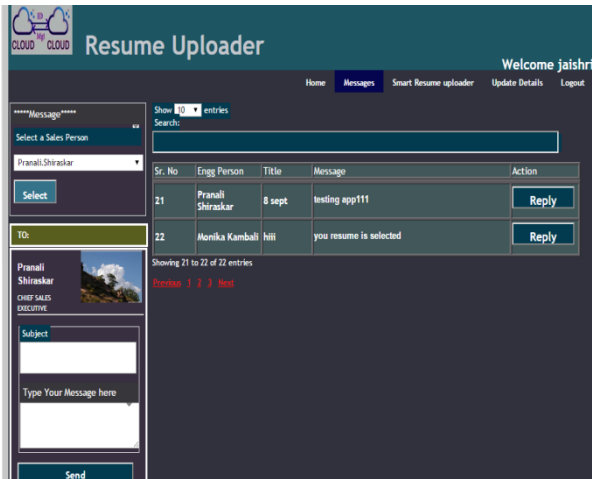 ID
Mgt
CLOUD CLOUD
Resume Uploader
Welcome jaishri
Home Messages Smart Resume uploader Update Details Logout
*****Message*****
Select a Sales Person
Pranali.Shiraskar
Select
TO:
Pranali
Shiraskar
CHIEF SALES
EXECUTIVE
Subject
Type Your Message here
Send
Show 10 entries
Search:
Sr. No Engg Person Title Message Action
21 Pranali Shiraskar 8 sept testing app111 Reply
22 Monika Kambali hiii you resume is selected Reply
Showing 21 to 22 of 22 entries
Previous 1 2 3 Next